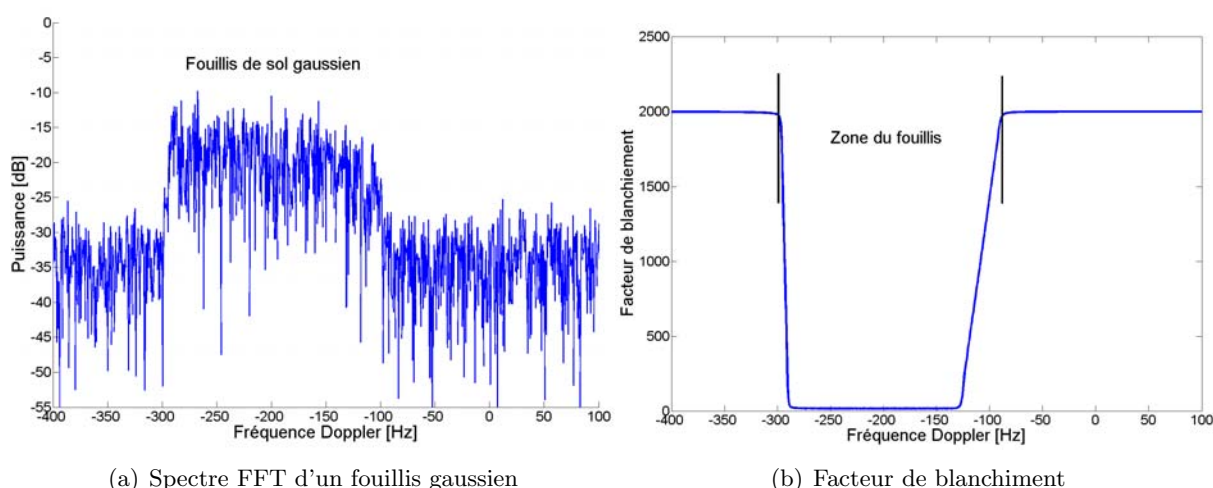 0
-5
-10
-15
-20
-25
-30
-35
-40
-45
-50
-55
Puissance [dB]
Fouillis de sol gaussien
-400 -350 -300 -250 -200 -150 -100 -50 0 50 100
Fréquence Doppler [Hz]
2500
2000
1500
1000
500
0
Facteur de blanchiement
Zone du fouillis
-400 -350 -300 -250 -200 -150 -100 -50 0 50 100
Fréquence Doppler [Hz]
(a) Spectre FFT d'un fouillis gaussien
(b) Facteur de blanchiment